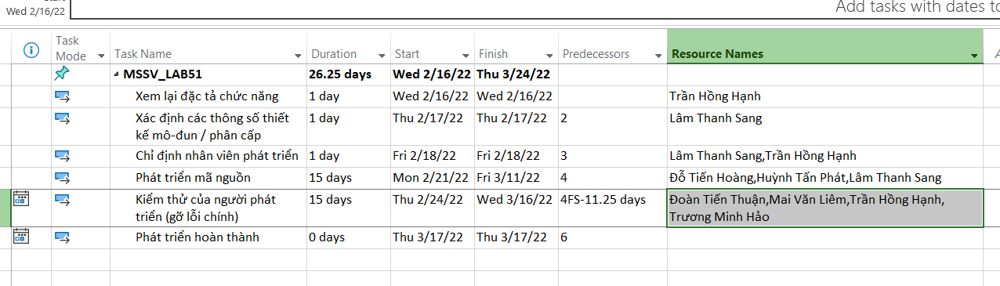 Start
Wed 2/16/22
Add tasks with dates to
Task Mode Task Name Duration Start Finish Predecessors Resource Names
MSSV_LAB51 26.25 days Wed 2/16/22 Thu 3/24/22
Xem lại đặc tả chức năng 1 day Wed 2/16/22 Wed 2/16/22 Trần Hồng Hạnh
Xác định các thông số thiết 1 day Thu 2/17/22 Thu 2/17/22 2 Lâm Thanh Sang
kế mô-đun / phân cấp
Chỉ định nhân viên phát triển 1 day Fri 2/18/22 Fri 2/18/22 3 Lâm Thanh Sang,Trần Hồng Hạnh
Phát triển mã nguồn 15 days Mon 2/21/22 Fri 3/11/22 4 Đỗ Tiến Hoàng,Huỳnh Tấn Phát,Lâm Thanh Sang
Kiểm thử của người phát 15 days Thu 2/24/22 Wed 3/16/22 4FS-11.25 days Đoàn Tiến Thuận,Mai Văn Liêm,Trần Hồng Hạnh,
triển (gỡ lỗi chính) Trương Minh Hảo
Phát triển hoàn thành 0 days Thu 3/17/22 Thu 3/17/22 6